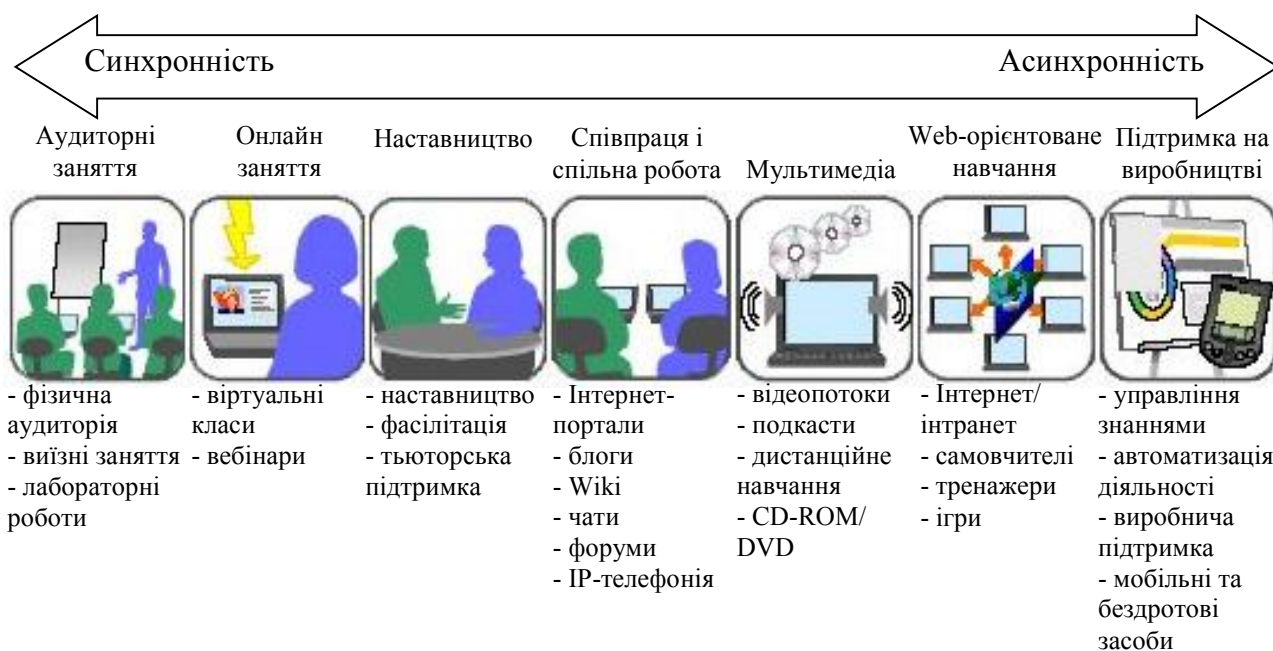 Синхронність
Асинхронність
Аудиторні
заняття
Онлайн
заняття
Наставництво
Співпраця і
спільна робота
Мультимедіа
Web-орієнтоване
навчання
Підтримка на
виробництві
- фізична
аудиторія
- виїзні заняття
- лабораторні
роботи
- віртуальні
класи
- вебінари
- наставництво
- фасілітація
- тьюторська
підтримка
- Інтернет-
портали
- блоги
- Wiki
- чати
- форуми
- IP-телефонія
- відеопотоки
- подкасти
- дистанційне
навчання
- CD-ROM/
DVD
- Інтернет/
інтранет
- самовчителі
- тренажери
- ігри
- управління
знаннями
- автоматизація
діяльності
- виробнича
підтримка
- мобільні та
бездротові
засоби